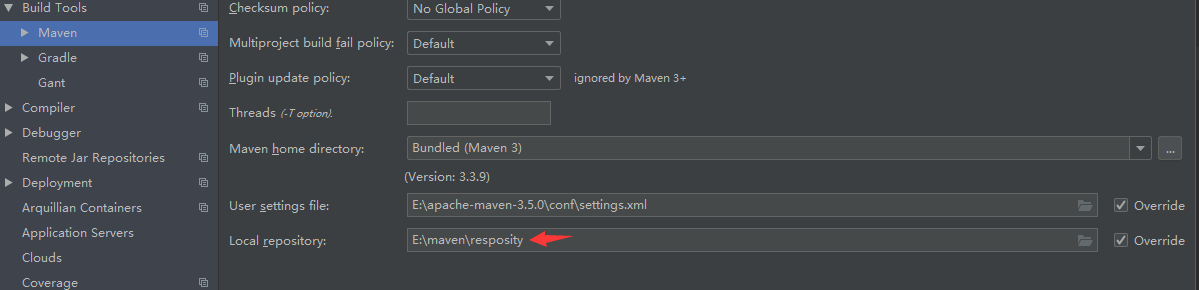 Build Tools
Maven
Gradle
Gant
Compiler
Debugger
Remote Jar Repositories
Deployment
Arquillian Containers
Application Servers
Clouds
Coverage
Checksum policy: No Global Policy
Multiproject build fail policy: Default
Plugin update policy: Default ignored by Maven 3+
Threads (-T option).
Maven home directory: Bundled (Maven 3) ...
(Version: 3.3.9)
User settings file: E:\apache-maven-3.5.0\conf\settings.xml Override
Local repository: E:\maven\resposity Override